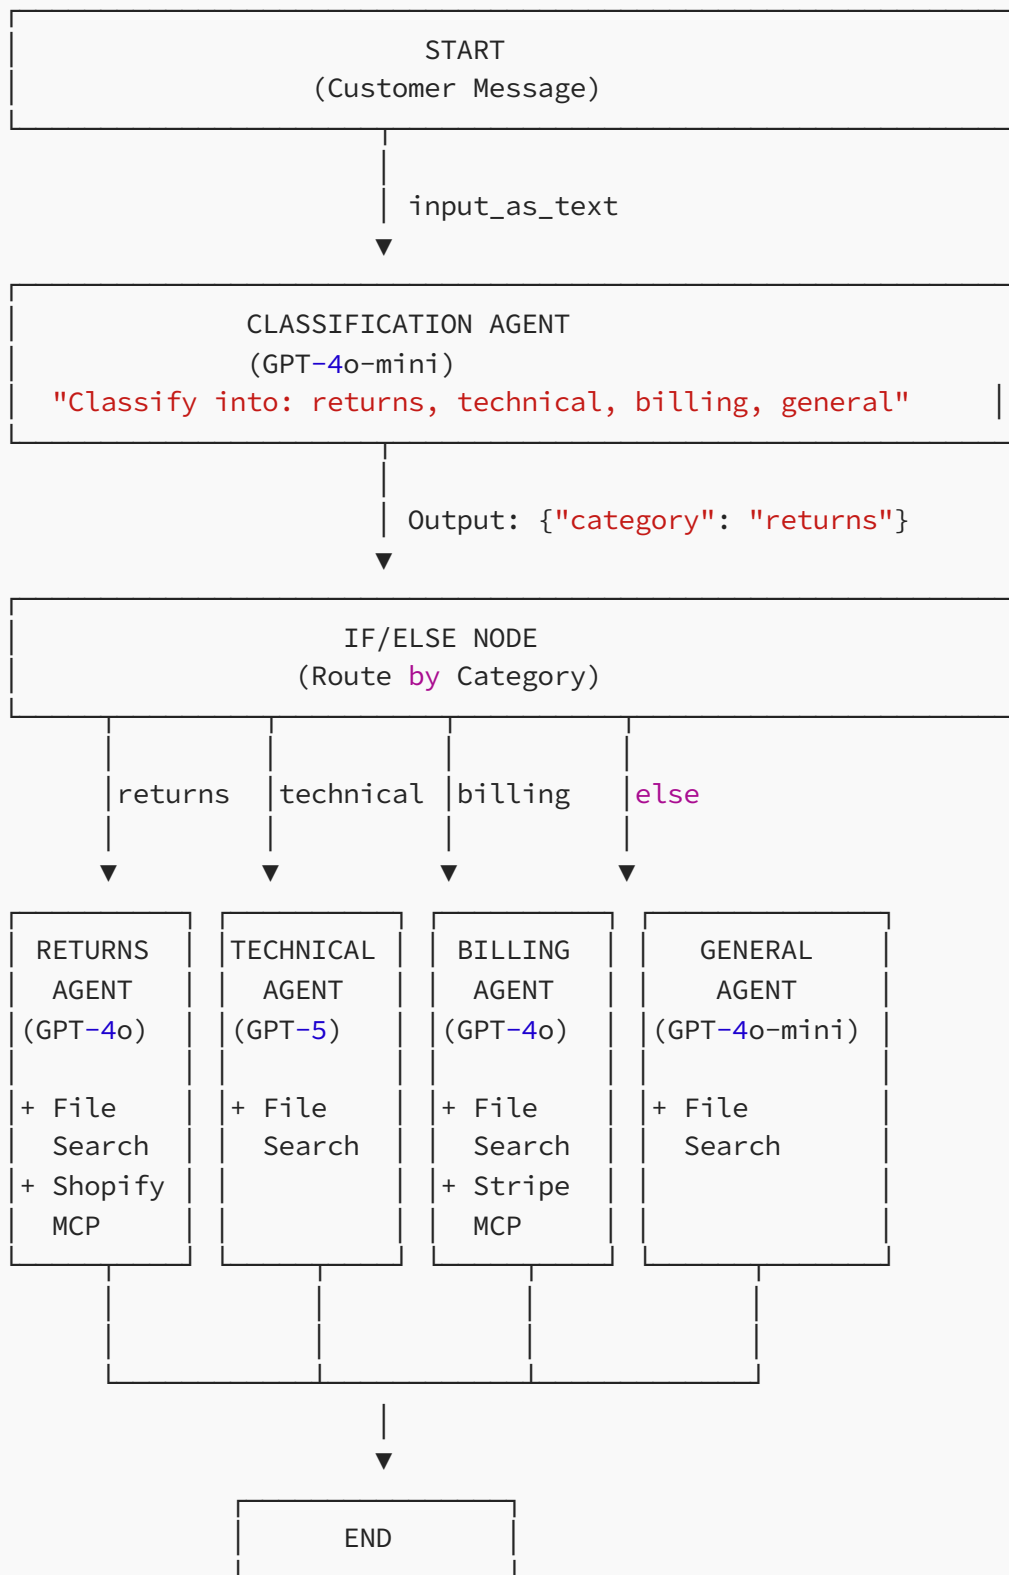 START
(Customer Message)
input_as_text
CLASSIFICATION AGENT
(GPT-4o-mini)
"Classify into: returns, technical, billing, general"
Output: {"category": "returns"}
IF/ELSE NODE
(Route by Category)
returns technical billing else
RETURNS TECHNICAL BILLING GENERAL
AGENT AGENT AGENT AGENT
(GPT-4o) (GPT-5) (GPT-4o) (GPT-4o-mini)
+ File + File + File + File
Search Search Search Search
+ Shopify + Stripe
MCP MCP
END